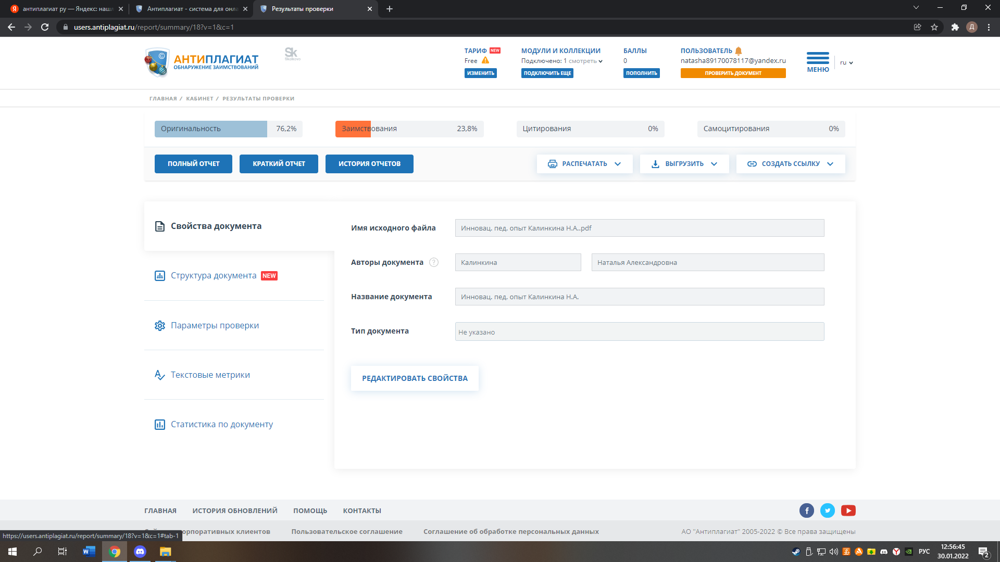 антиплагиат ру — Яндекс: наш
Антиплагиат - система для онла
Результаты проверки
users.antiplagiat.ru/report/summary/18?v=1&c=1
Д
АНТИПЛАГИАТ
ОБНАРУЖЕНИЕ ЗАИМСТВОВАНИЙ
Sk
Skolkovo
ТАРИФ NEW
Free
ИЗМЕНИТЬ
МОДУЛИ И КОЛЛЕКЦИИ
Подключено: 1 смотреть
ПОДКЛЮЧИТЬ ЕЩЕ
БАЛЛЫ
0
ПОПОЛНИТЬ
ПОЛЬЗОВАТЕЛЬ
natasha89170078117@yandex.ru
ПРОВЕРИТЬ ДОКУМЕНТ
МЕНЮ
ru
ГЛАВНАЯ / КАБИНЕТ / РЕЗУЛЬТАТЫ ПРОВЕРКИ
Оригинальность 76,2%
Заимствования 23,8%
Цитирования 0%
Самоцитирования 0%
ПОЛНЫЙ ОТЧЕТ
КРАТКИЙ ОТЧЕТ
ИСТОРИЯ ОТЧЕТОВ
РАСПЕЧАТАТЬ
ВЫГРУЗИТЬ
СОЗДАТЬ ССЫЛКУ
Свойства документа
Структура документа NEW
Параметры проверки
Текстовые метрики
Статистика по документу
Имя исходного файла
Инновац. пед. опыт Калинкина Н.А..pdf
Авторы документа ?
Калинкина
Наталья Александровна
Название документа
Инновац. пед. опыт Калинкина Н.А.
Тип документа
Не указано
РЕДАКТИРОВАТЬ СВОЙСТВА
ГЛАВНАЯ
ИСТОРИЯ ОБНОВЛЕНИЙ
ПОМОЩЬ
КОНТАКТЫ
орпоративных клиентов
Пользовательское соглашение
Соглашение об обработке персональных данных
АО "Антиплагиат" 2005-2022 © Все права защищены
https://users.antiplagiat.ru/report/summary/18?v=1&c=1#tab-1
РУС
12:56:45
30.01.2022
2